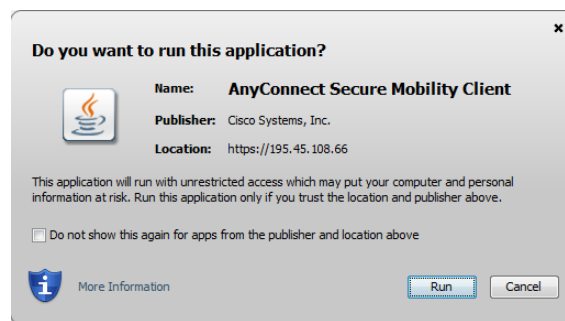 Do you want to run this application?
Name: AnyConnect Secure Mobility Client
Publisher: Cisco Systems, Inc.
Location: https://195.45.108.66
This application will run with unrestricted access which may put your computer and personal
information at risk. Run this application only if you trust the location and publisher above.
Do not show this again for apps from the publisher and location above
More Information
Run
Cancel